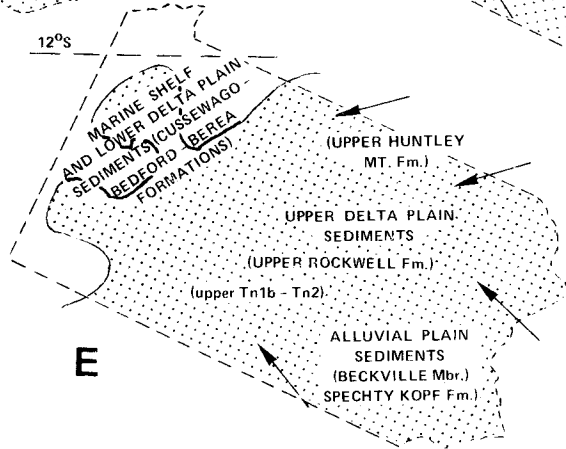 12°S
MARINE SHELF
AND LOWER DELTA PLAIN
SEDIMENTS (CUSSEWAGO -
BEDFORD - BEREA
FORMATIONS)
(UPPER HUNTLEY
MT. Fm.)
UPPER DELTA PLAIN
SEDIMENTS
(UPPER ROCKWELL Fm.)
(upper Tn1b - Tn2)
E
ALLUVIAL PLAIN
SEDIMENTS
(BECKVILLE Mbr.)
SPECHTY KOPF Fm.)